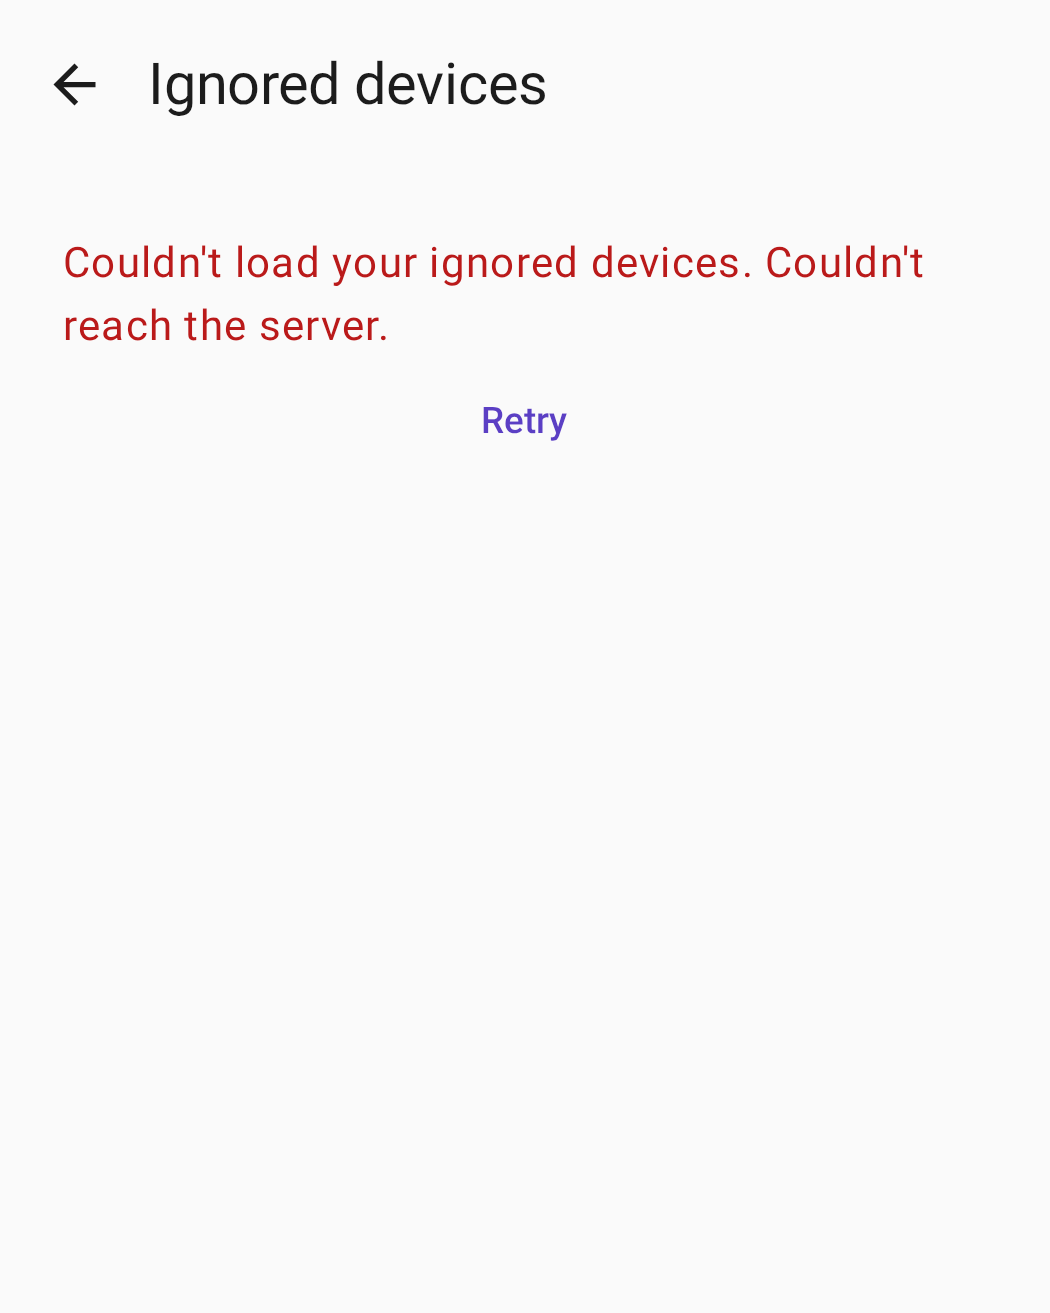 Ignored devices
Couldn't load your ignored devices. Couldn't
reach the server.
Retry